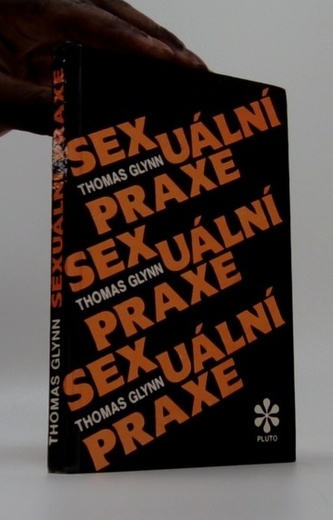 THOMAS GLYNN SEXUÁLNÍ PRAXE
SEXUÁLNÍ
THOMAS GLYNN
PRAXE
SEXUÁLNÍ
THOMAS GLYNN
PRAXE
SEXUÁLNÍ
THOMAS GLYNN
PRAXE
PLUTO